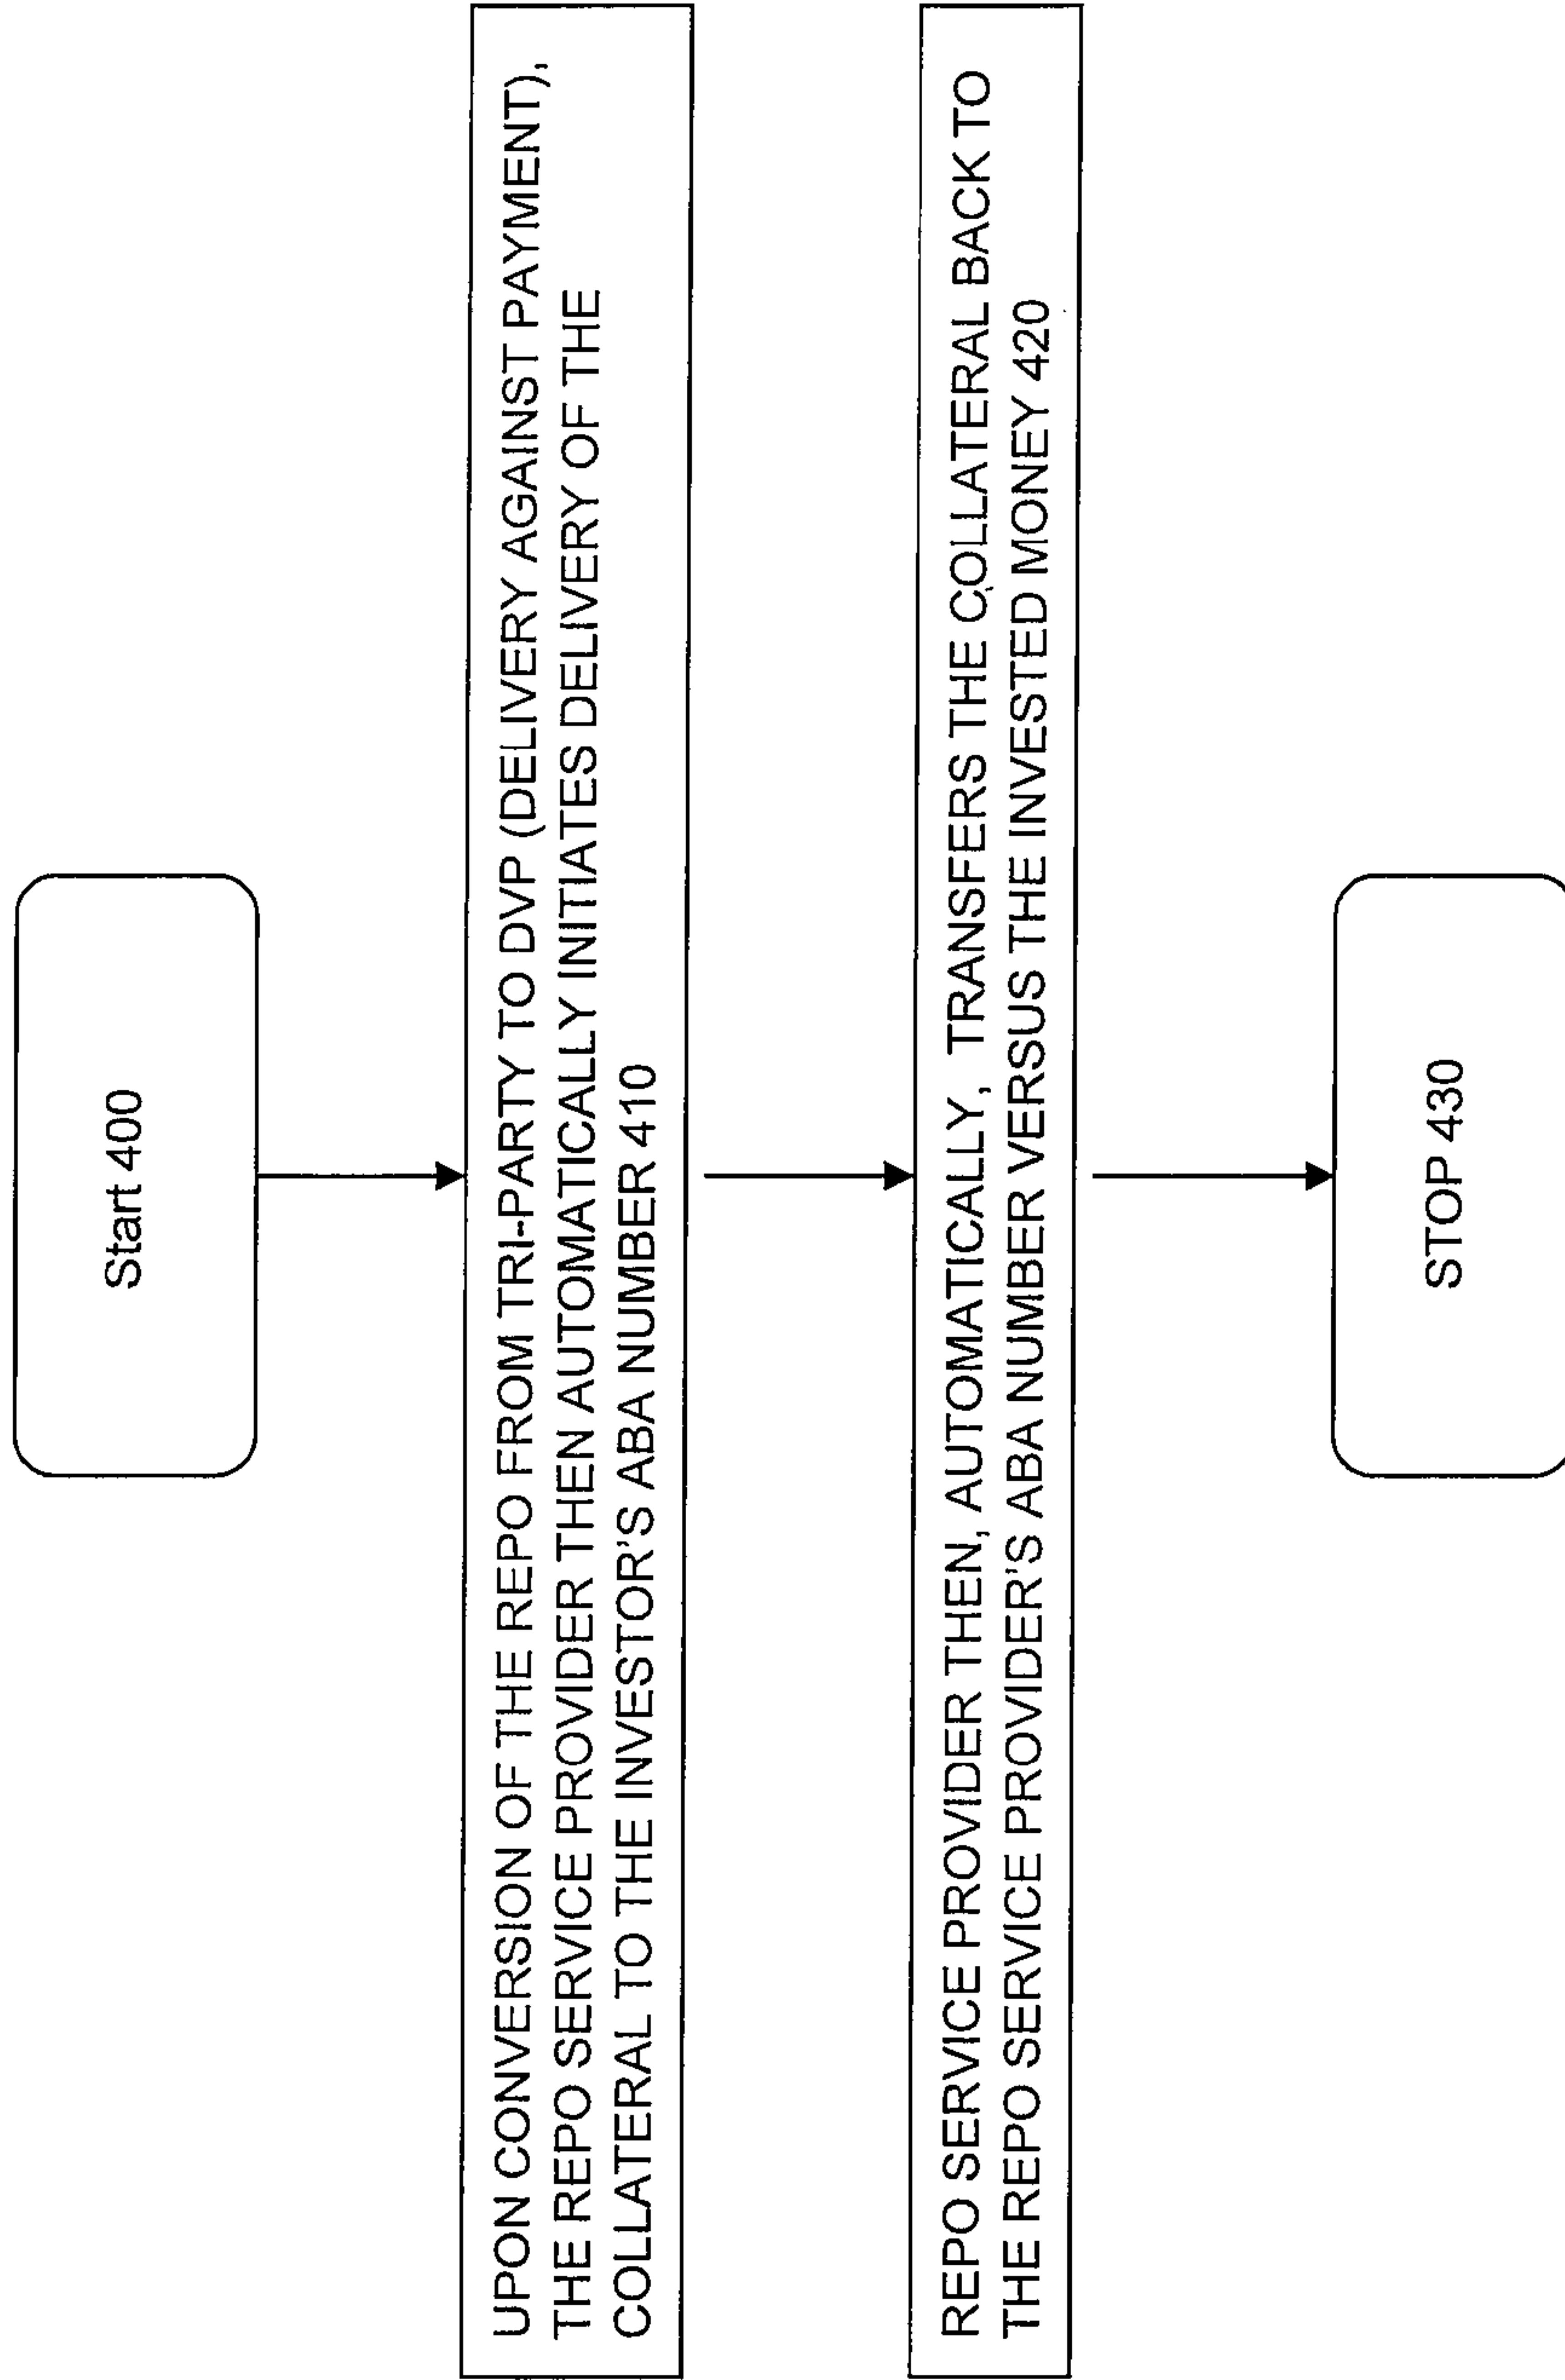 Start 400
UPON CONVERSION OF THE REPO FROM TRI-PARTY TO DVP (DELIVERY AGAINST PAYMENT),
THE REPO SERVICE PROVIDER THEN AUTOMATICALLY INITIATES DELIVERY OF THE
COLLATERAL TO THE INVESTOR'S ABA NUMBER 410
REPO SERVICE PROVIDER THEN, AUTOMATICALLY, TRANSFERS THE COLLATERAL BACK TO
THE REPO SERVICE PROVIDER'S ABA NUMBER VERSUS THE INVESTED MONEY 420
STOP 430